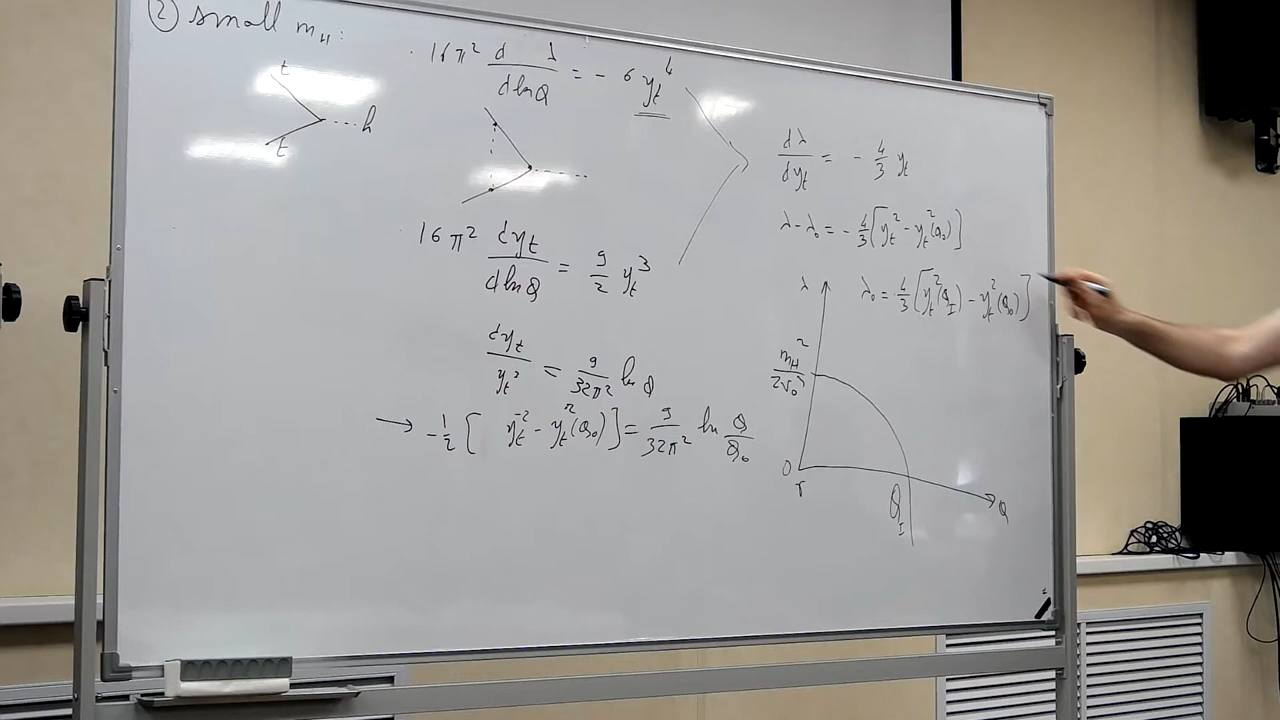 ② small m_H:
t
t
h
16π² dλ/dlnQ = - 6 y_t⁴
16π² dy_t/dlnQ = 9/2 y_t³
dy_t/y_t³ = 9/32π² ln Q
→ -1/2 [ y_t⁻² - y_t⁻²(Q₀)] = 9/32π² ln Q/Q₀
dλ/dy_t = - 4/3 y_t
λ-λ₀ = - 4/3 [y_t² - y_t²(Q₀)]
λ₀ = 4/3 [y_t²(Q_I) - y_t²(Q₀)]
λ
m_H²/2v₀²
0
v
Q_I
Q